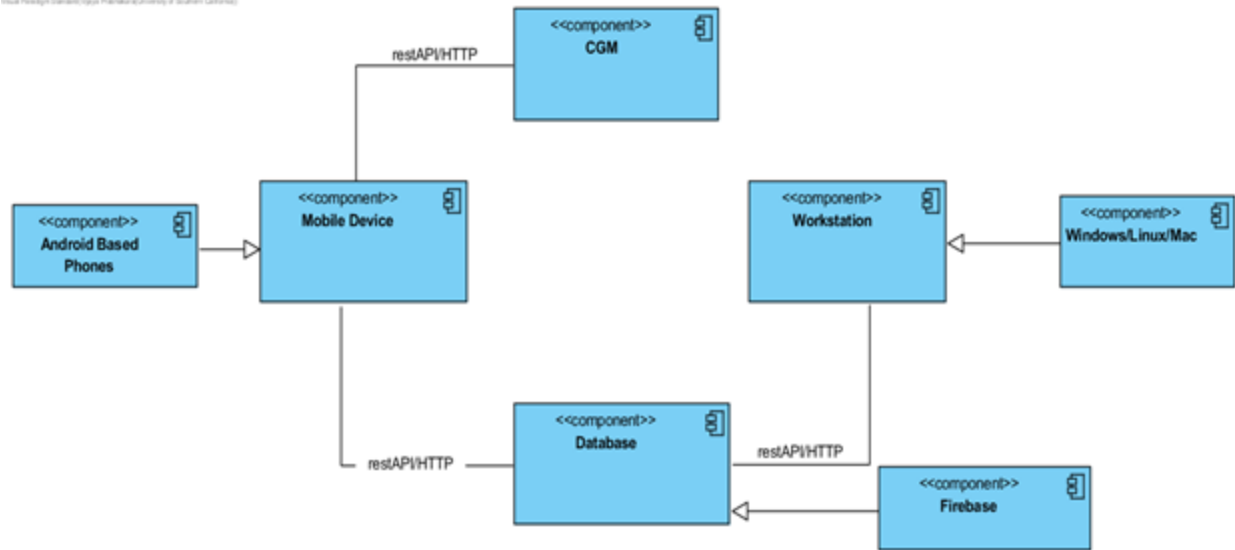 <<component>>
CGM
restAPI/HTTP
<<component>>
Mobile Device
<<component>>
Workstation
<<component>>
Android Based
Phones
<<component>>
Windows/Linux/Mac
<<component>>
Database
restAPI/HTTP
restAPI/HTTP
<<component>>
Firebase